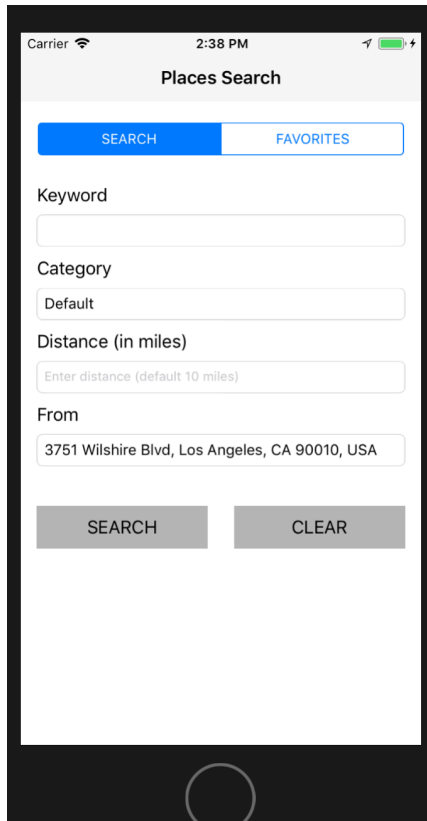 Carrier 2:38 PM
Places Search
SEARCH FAVORITES
Keyword
Category
Default
Distance (in miles)
Enter distance (default 10 miles)
From
3751 Wilshire Blvd, Los Angeles, CA 90010, USA
SEARCH CLEAR